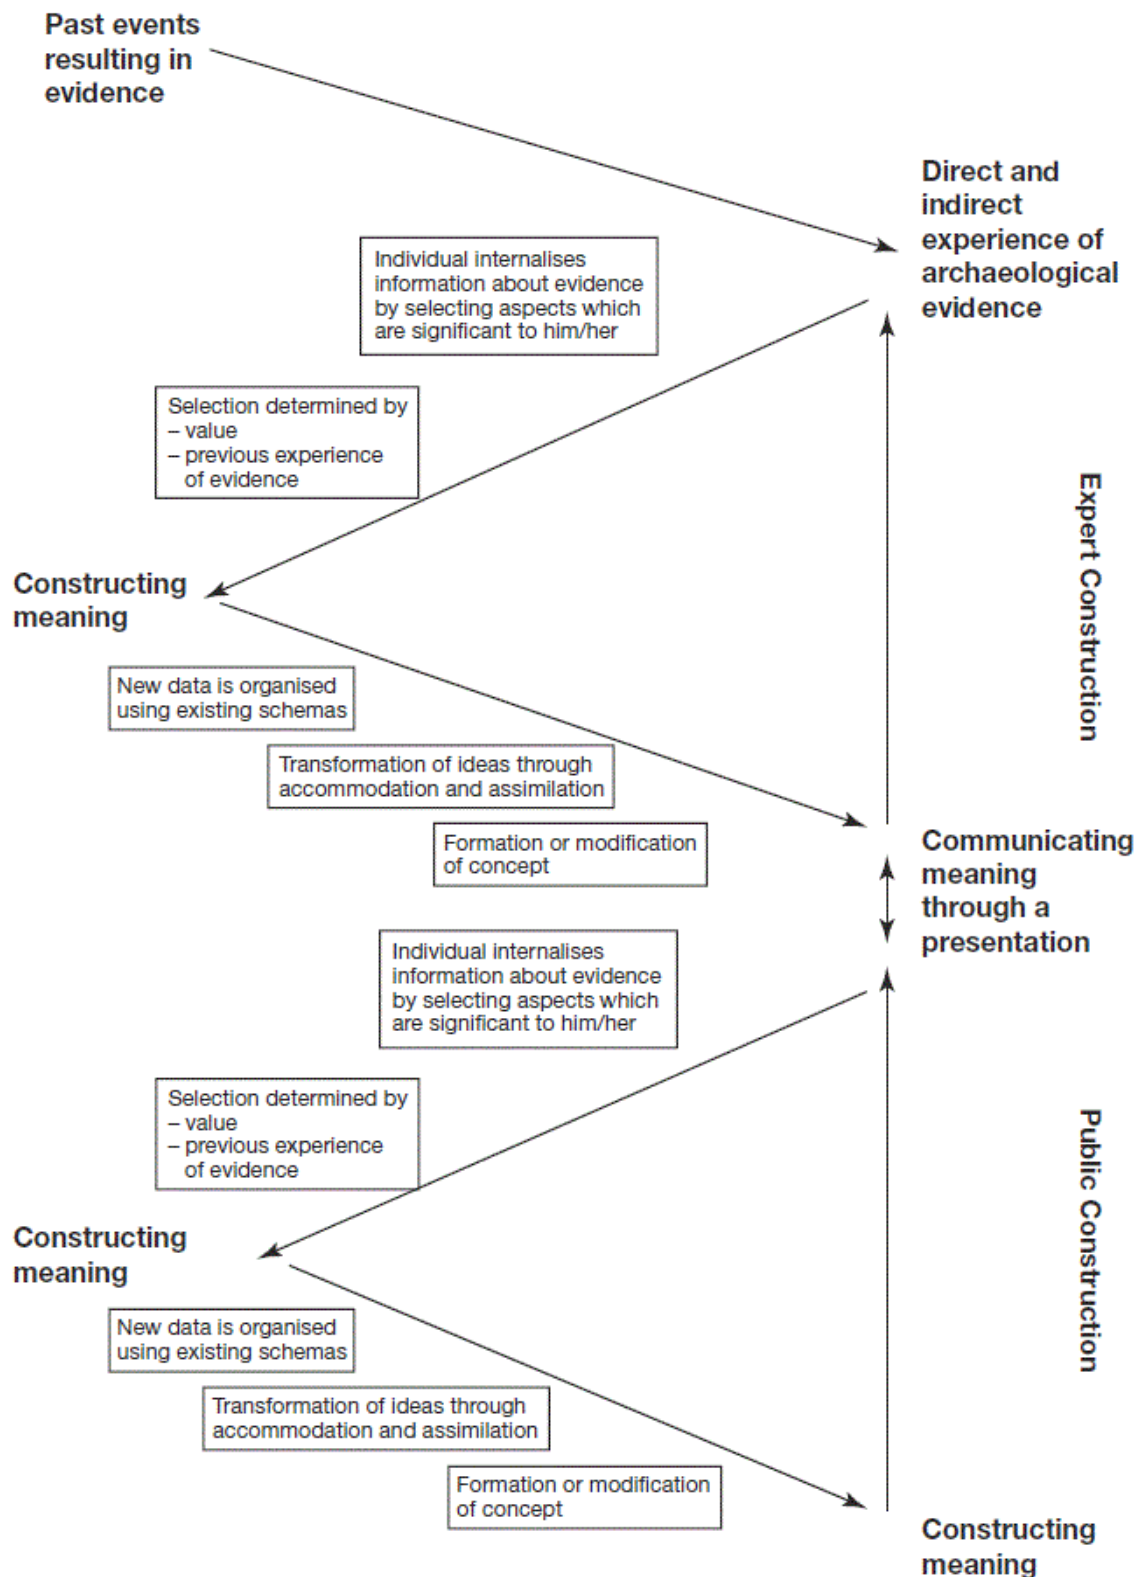 Past events
resulting in
evidence
Direct and
indirect
experience of
archaeological
evidence
Individual internalises
information about evidence
by selecting aspects which
are significant to him/her
Selection determined by
– value
– previous experience
of evidence
Expert Construction
Constructing
meaning
New data is organised
using existing schemas
Transformation of ideas through
accommodation and assimilation
Formation or modification
of concept
Communicating
meaning
through a
presentation
Individual internalises
information about evidence
by selecting aspects which
are significant to him/her
Selection determined by
– value
– previous experience
of evidence
Public Construction
Constructing
meaning
New data is organised
using existing schemas
Transformation of ideas through
accommodation and assimilation
Formation or modification
of concept
Constructing
meaning